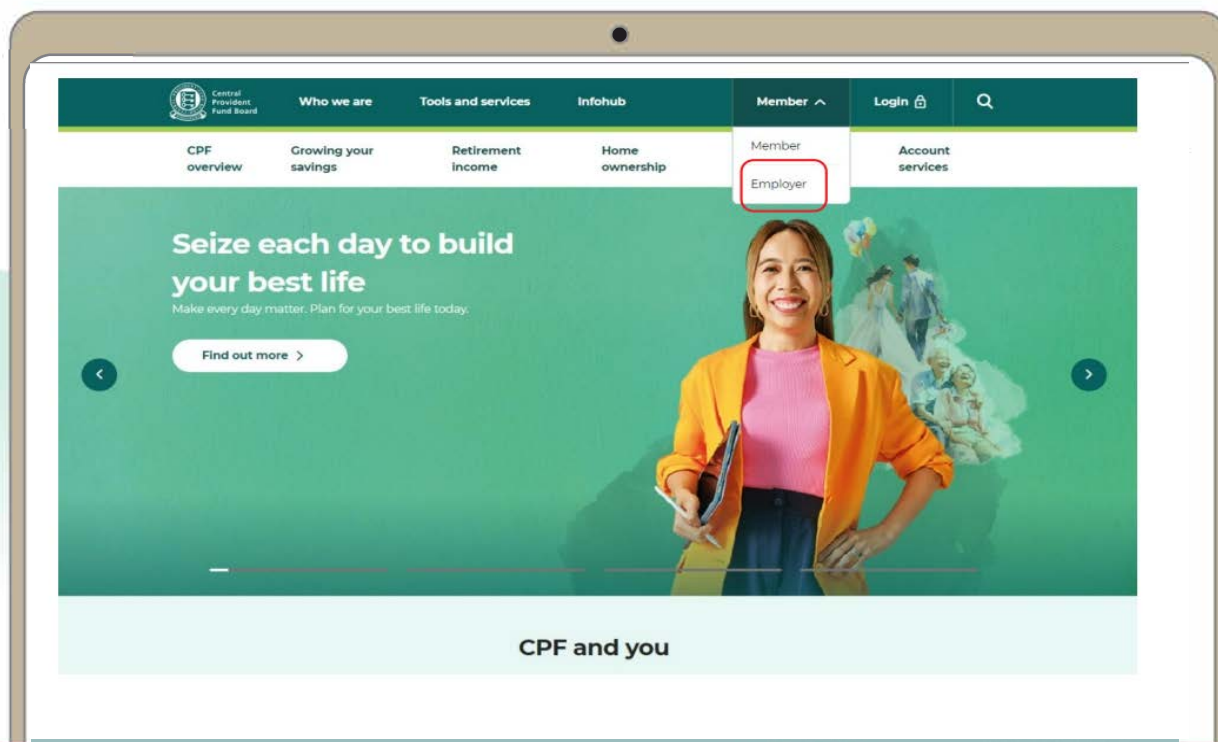 Central
Provident
Fund Board
Who we are
Tools and services
Infohub
Member
Login
CPF
overview
Growing your
savings
Retirement
income
Home
ownership
Member
Employer
Account
services
Seize each day to build
your best life
Make every day matter. Plan for your best life today.
Find out more
CPF and you